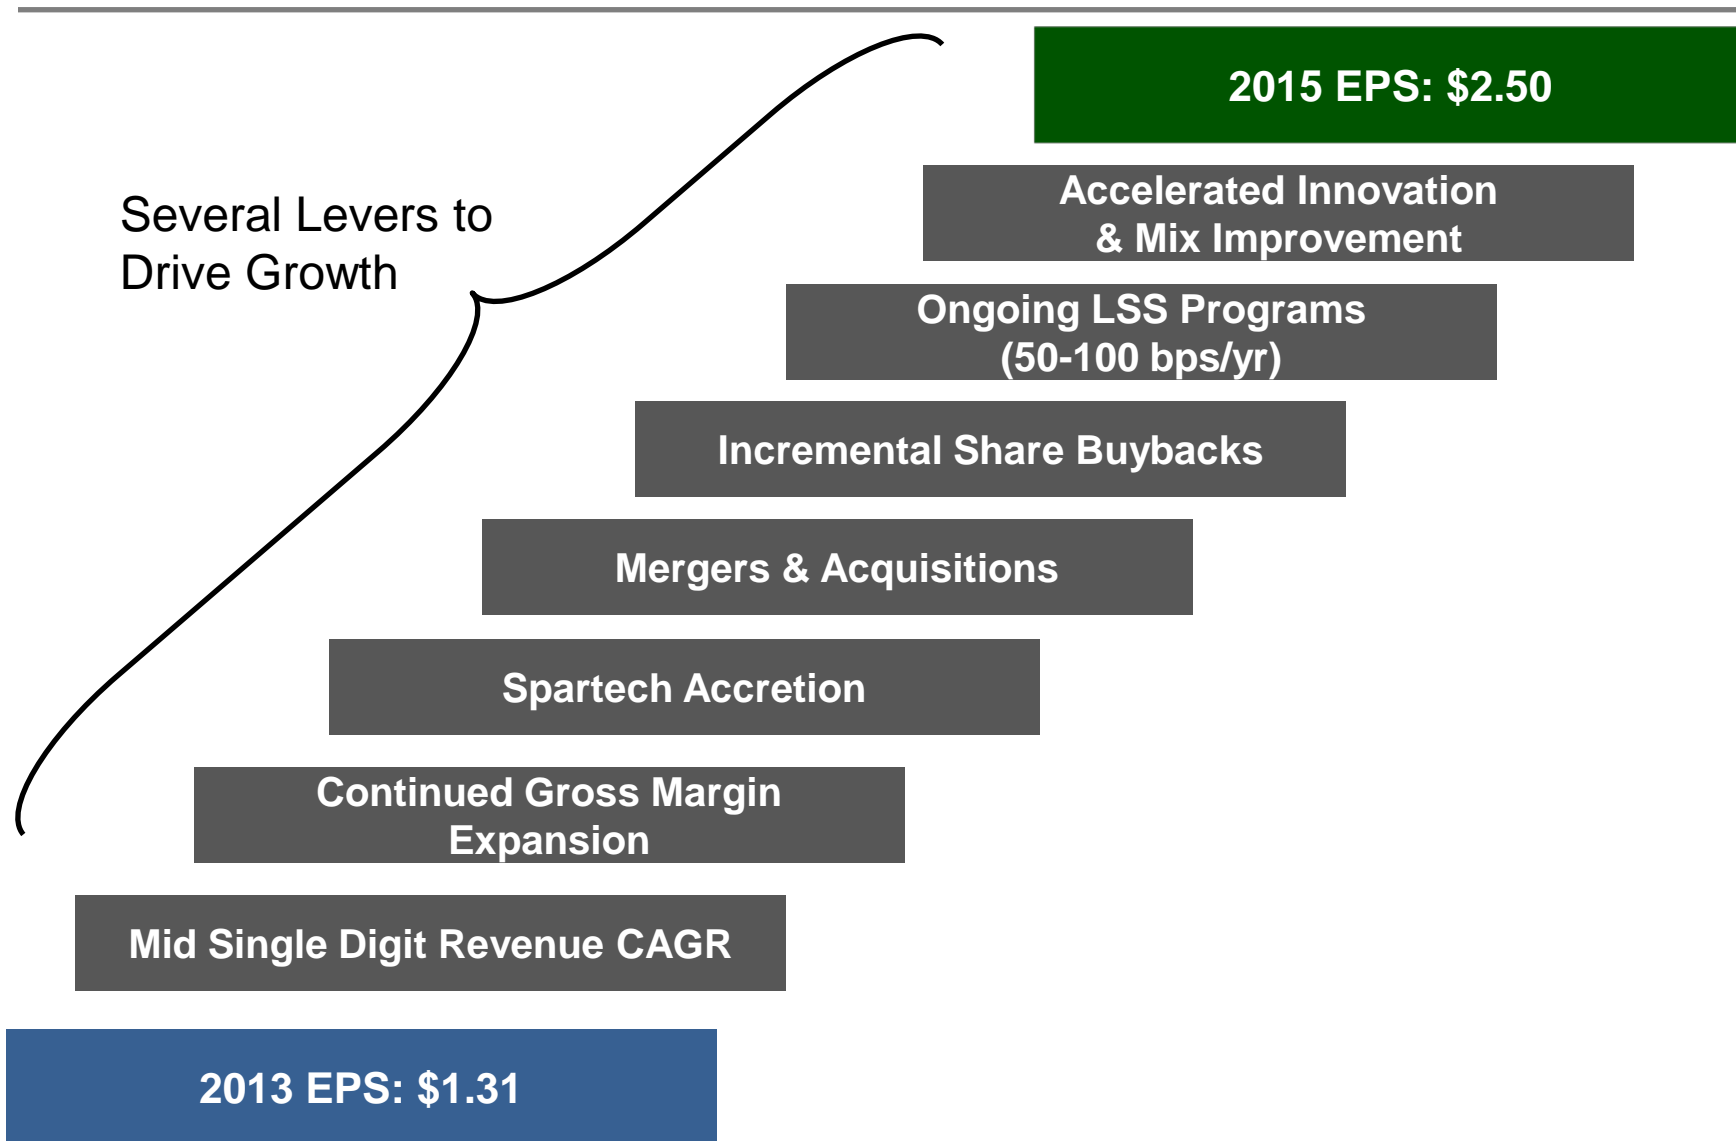 2015 EPS: $2.50
Several Levers to
Drive Growth
Accelerated Innovation
& Mix Improvement
Ongoing LSS Programs
(50-100 bps/yr)
Incremental Share Buybacks
Mergers & Acquisitions
Spartech Accretion
Continued Gross Margin
Expansion
Mid Single Digit Revenue CAGR
2013 EPS: $1.31